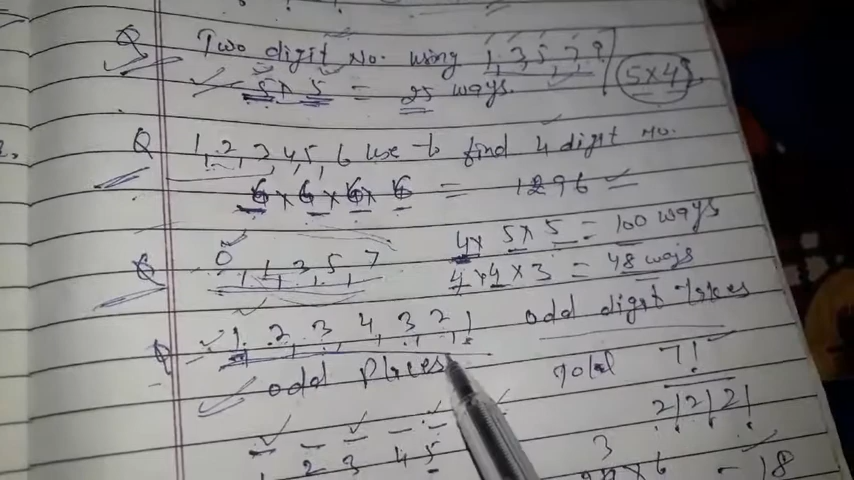 Q Two digit No. using 1, 3, 5, 7, 9 5×4
5 × 5 = 25 ways.
Q 1, 2, 3, 4, 5, 6 use to find 4 digit no.
6 × 6 × 6 × 6 = 1296
Q 0, 1, 3, 5, 7 4× 5× 5 = 100 ways
4×4×3 = 48 ways
Q 1, 2, 3, 4, 3, 2, 1 odd digit
odd places Total 7!
2! 2! 2!
1 2 3 4 5 3
×6 = 18